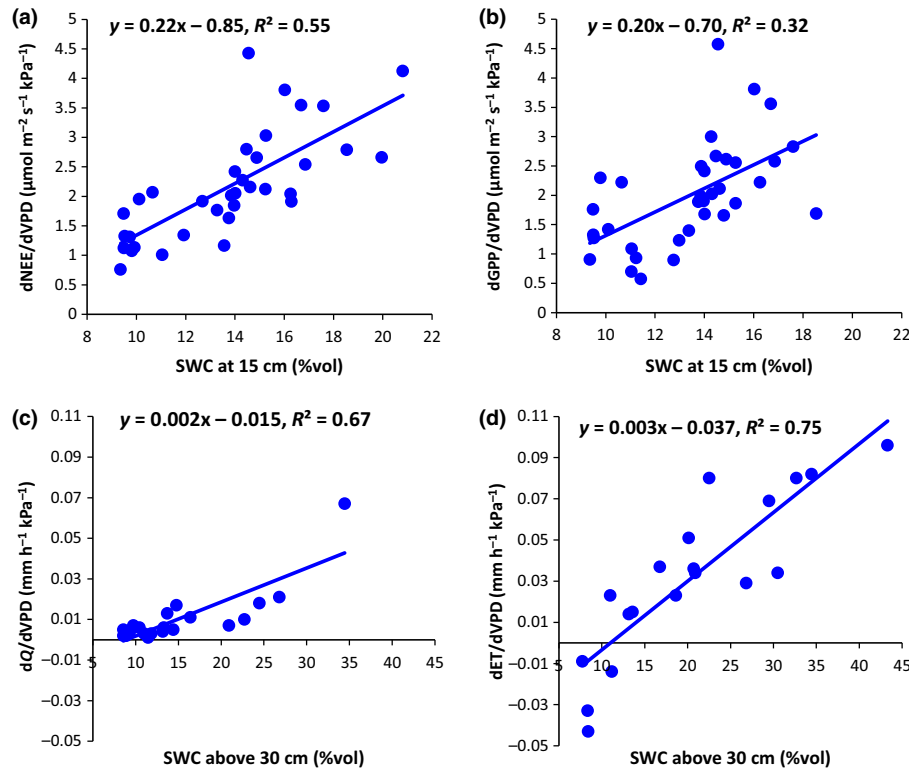 (a)
y = 0.22x – 0.85, R² = 0.55
dNEE/dVPD (µmol m⁻² s⁻¹ kPa⁻¹)
5
4.5
4
3.5
3
2.5
2
1.5
1
0.5
0
8 10 12 14 16 18 20 22
SWC at 15 cm (%vol)
(b)
y = 0.20x – 0.70, R² = 0.32
dGPP/dVPD (µmol m⁻² s⁻¹ kPa⁻¹)
5
4.5
4
3.5
3
2.5
2
1.5
1
0.5
0
8 10 12 14 16 18 20 22
SWC at 15 cm (%vol)
(c)
y = 0.002x – 0.015, R² = 0.67
dQ/dVPD (mm h⁻¹ kPa⁻¹)
0.11
0.09
0.07
0.05
0.03
0.01
–0.01
–0.03
–0.05
5 10 15 20 25 30 35 40 45
SWC above 30 cm (%vol)
(d)
y = 0.003x – 0.037, R² = 0.75
dET/dVPD (mm h⁻¹ kPa⁻¹)
0.11
0.09
0.07
0.05
0.03
0.01
–0.01
–0.03
–0.05
5 10 15 20 25 30 35 40 45
SWC above 30 cm (%vol)